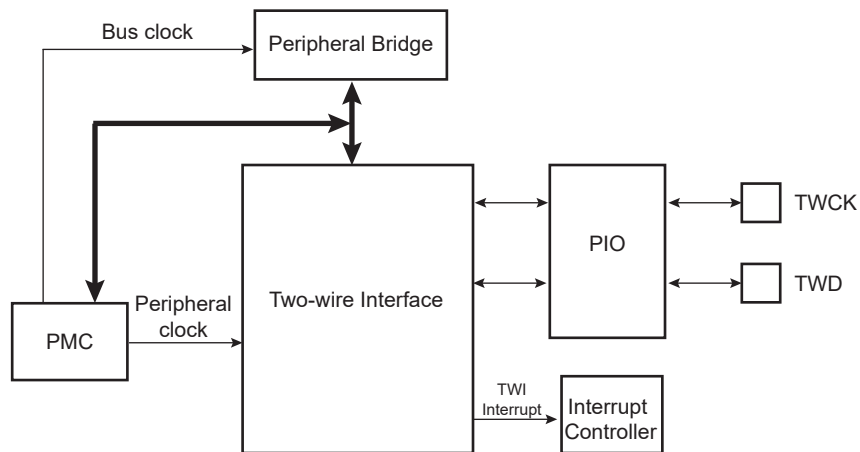 Bus clock
Peripheral Bridge
TWCK
PIO
Two-wire Interface
TWD
Peripheral
clock
PMC
TWI
Interrupt
Interrupt
Controller